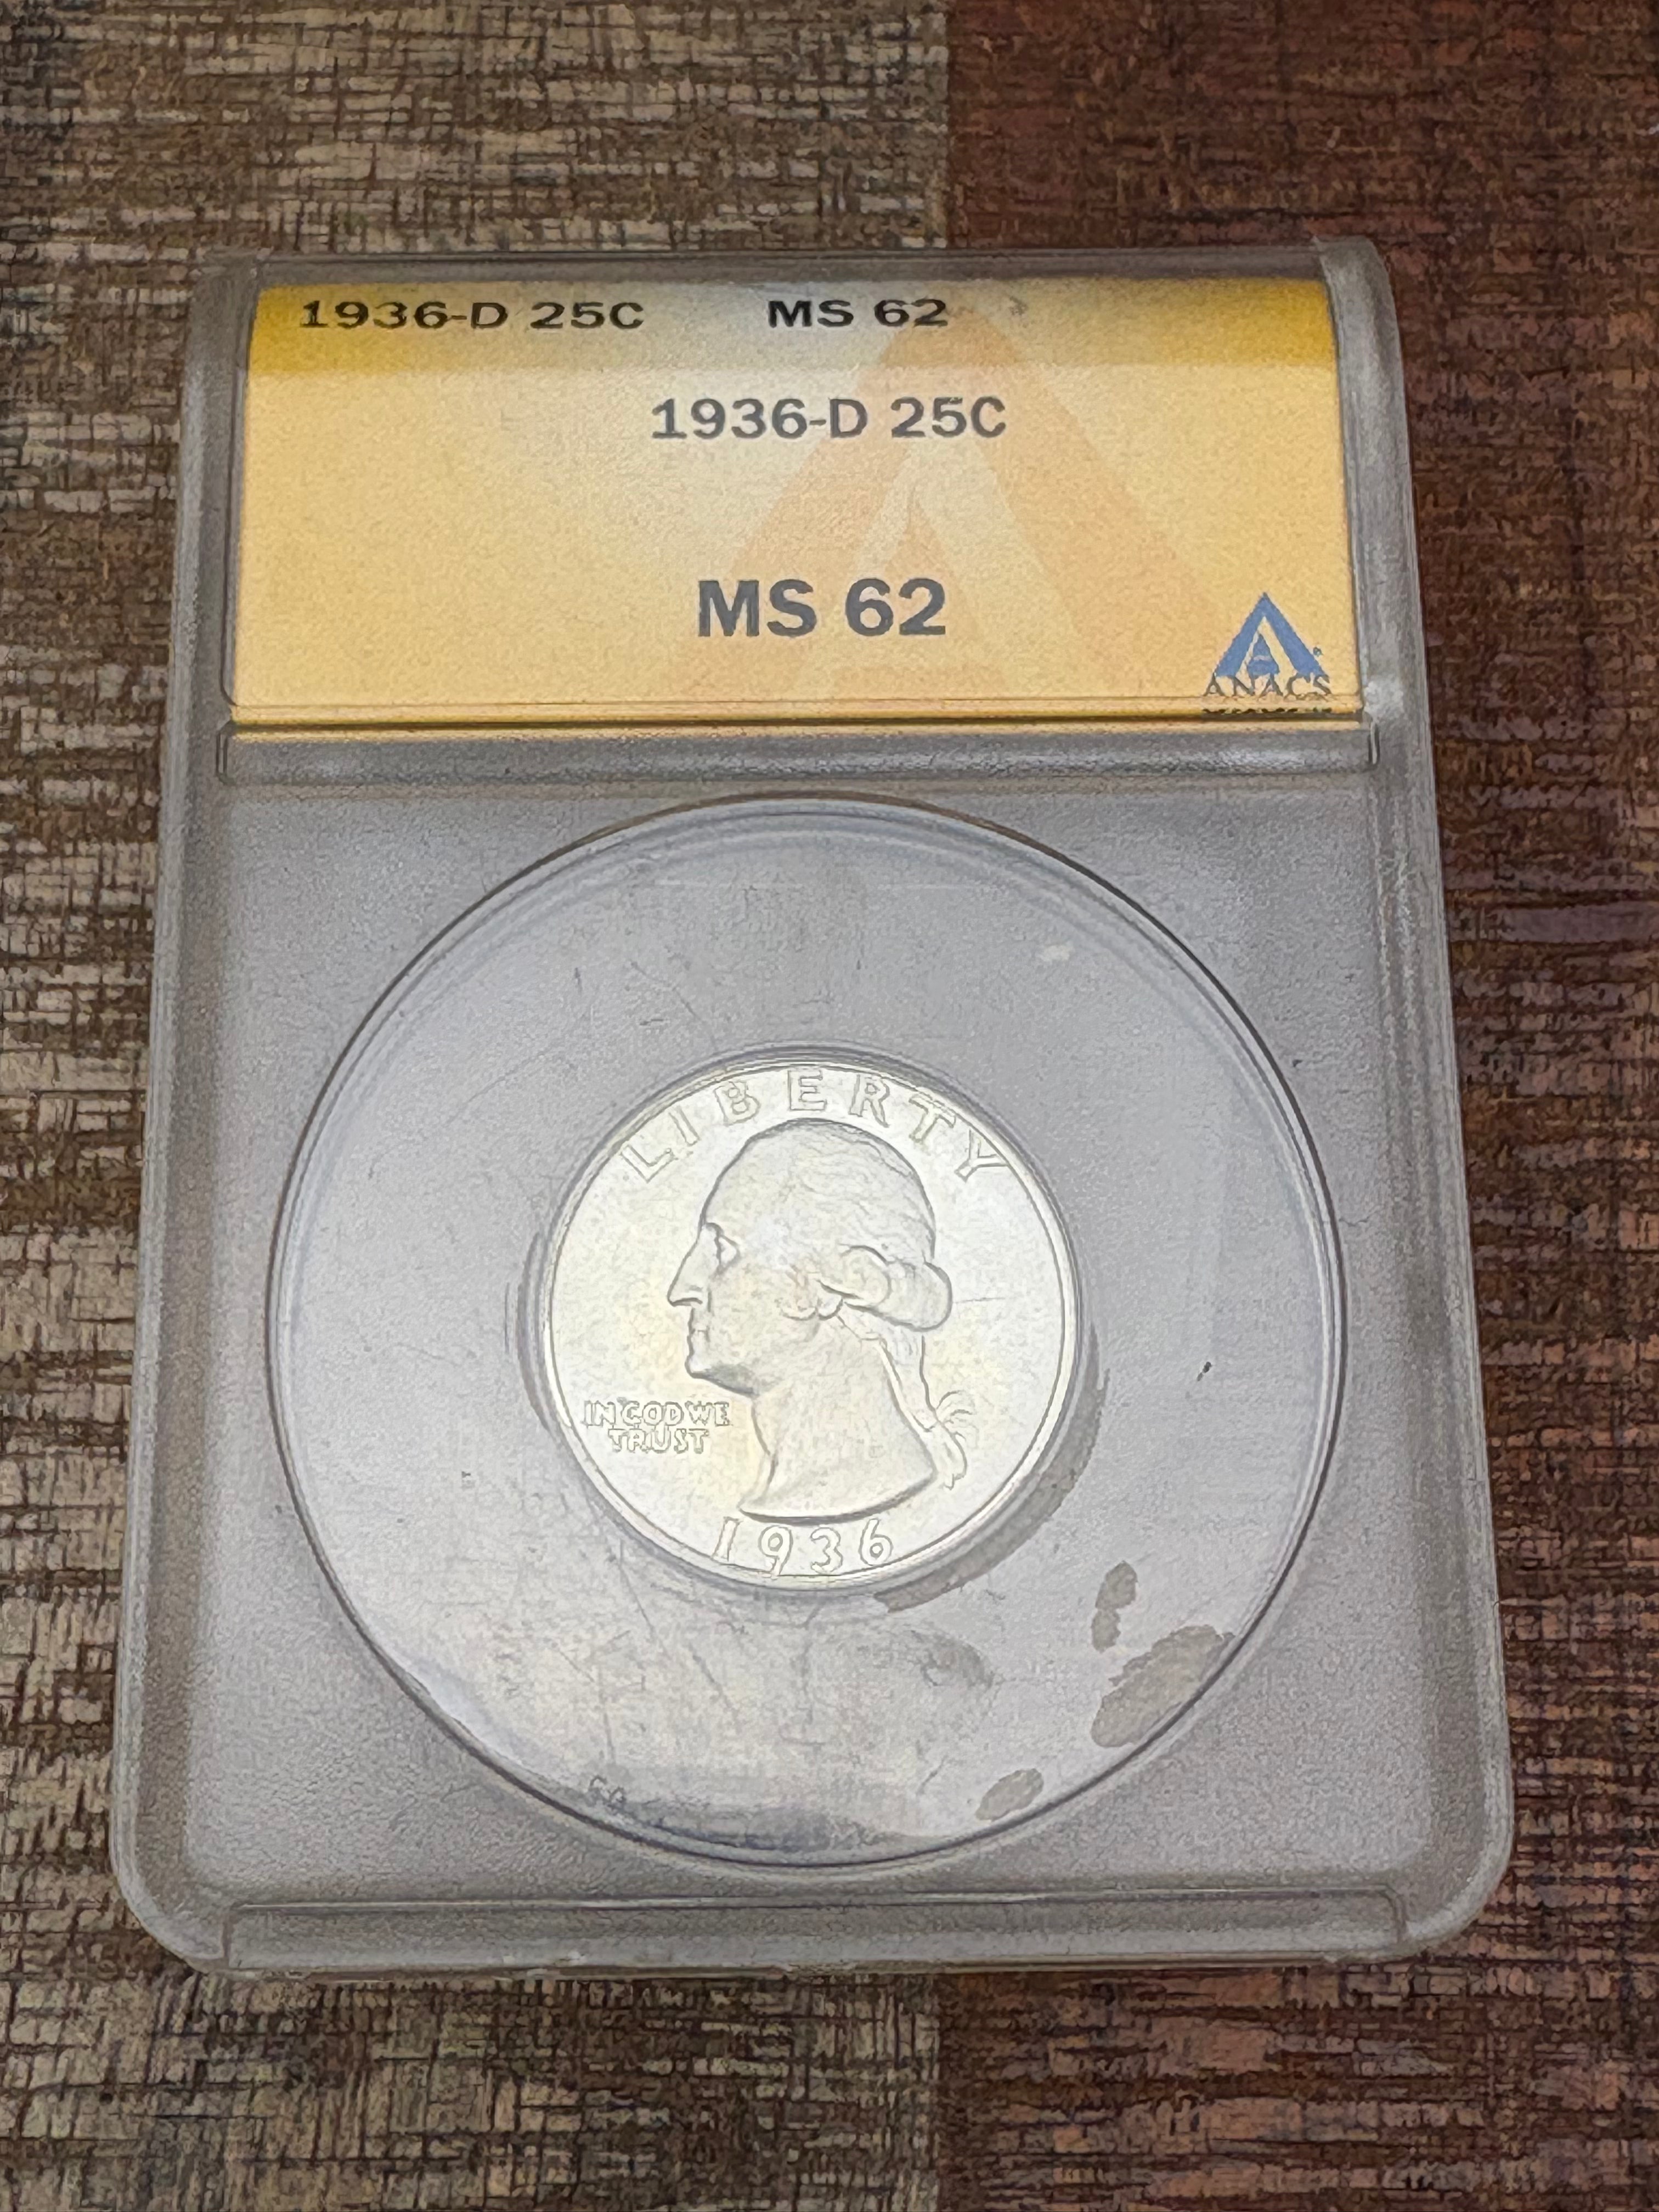 1936-D 25C MS 62
1936-D 25C
MS 62
ANACS
LIBERTY
IN GOD WE
TRUST
1936